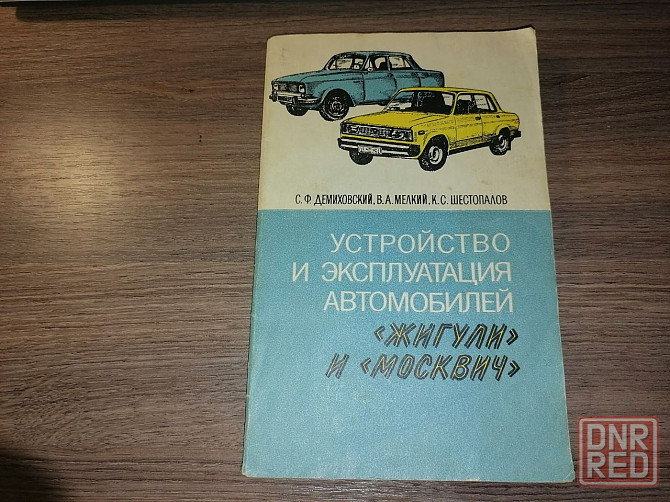 С. Ф. ДЕМИХОВСКИЙ, В. А. МЕЛКИЙ, К. С. ШЕСТОПАЛОВ
УСТРОЙСТВО
И ЭКСПЛУАТАЦИЯ
АВТОМОБИЛЕЙ
«ЖИГУЛИ»
И «МОСКВИЧ»
DNR
RED